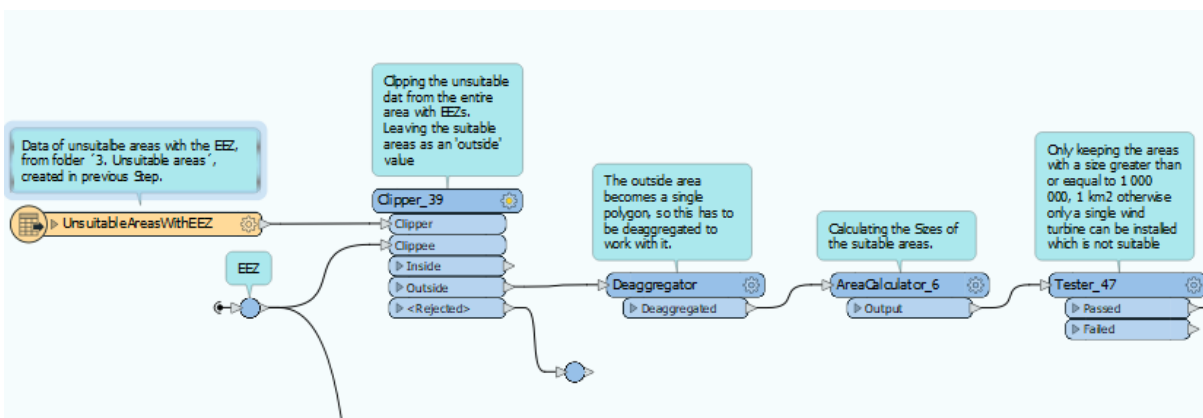 Data of unsuitalbe areas with the EEZ,
from folder ´3. Unsuitable areas´,
created in previous Step.
UnsuitableAreasWithEEZ
EEZ
Clipping the unsuitable
dat from the entire
area with EEZs.
Leaving the suitable
areas as an 'outside'
value
Clipper_39
Clipper
Clippee
Inside
Outside
<Rejected>
The outside area
becomes a single
polygon, so this has to
be deaggregated to
work with it.
Deaggregator
Deaggregated
Calculating the Sizes of
the suitable areas.
AreaCalculator_6
Output
Only keeping the areas
with a size greater than
or eaqual to 1 000
000, 1 km2 otherwise
only a single wind
turbine can be installed
which is not suitable
Tester_47
Passed
Failed